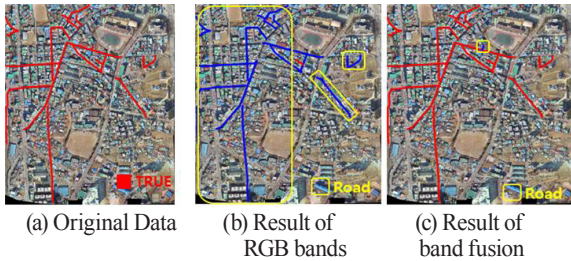 TRUE
Road
Road
(a) Original Data
(b) Result of
RGB bands
(c) Result of
band fusion